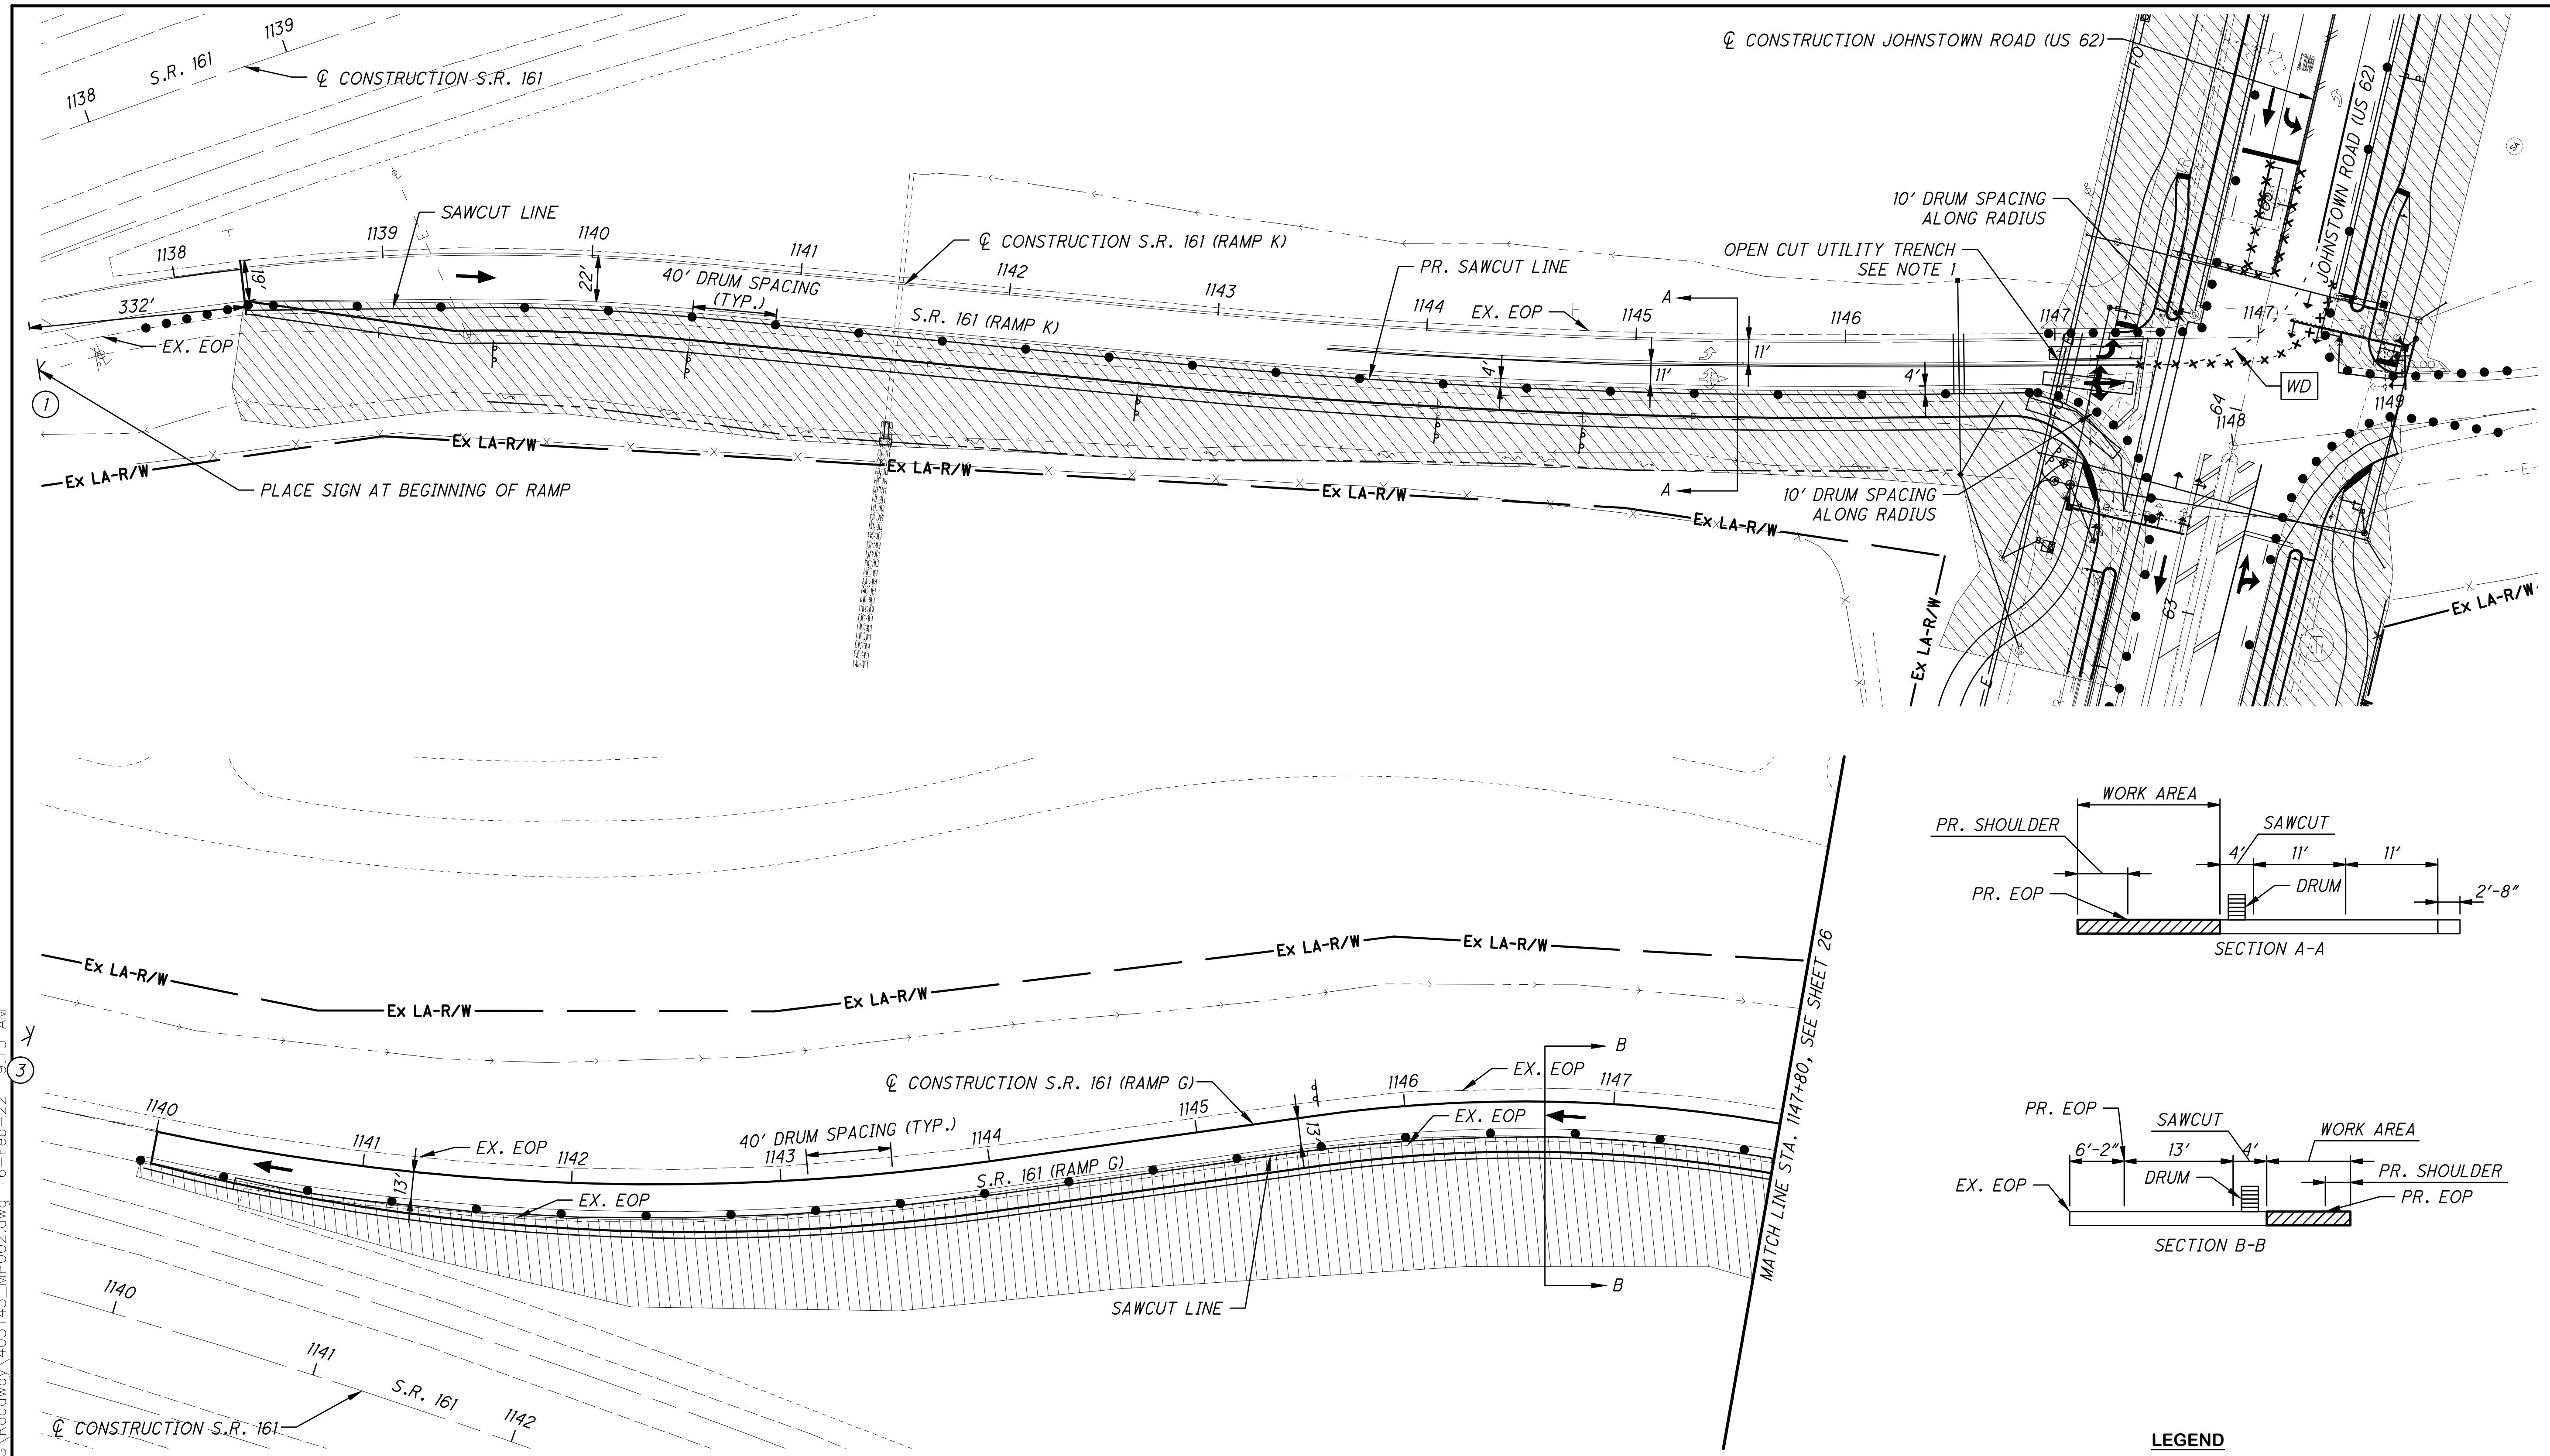 1139
S.R. 161
℄ CONSTRUCTION S.R. 161
1138
℄ CONSTRUCTION JOHNSTOWN ROAD (US 62)
JOHNSTOWN ROAD (US 62)
FO
SA
SAWCUT LINE
1138
1139
1140
1141
1142
1143
1144
1145
1146
1147
1147
19'
22'
332'
40' DRUM SPACING
(TYP.)
℄ CONSTRUCTION S.R. 161 (RAMP K)
S.R. 161 (RAMP K)
PR. SAWCUT LINE
EX. EOP
A
11'
11'
4'
4'
10' DRUM SPACING
ALONG RADIUS
OPEN CUT UTILITY TRENCH
SEE NOTE 1
65
EX. EOP
1
PLACE SIGN AT BEGINNING OF RAMP
Ex LA-R/W
Ex LA-R/W
Ex LA-R/W
Ex LA-R/W
Ex LA-R/W
A
10' DRUM SPACING
ALONG RADIUS
WD
64
1148
1149
63
Ex LA-R/W
Ex LA-R/W
WORK AREA
PR. SHOULDER
SAWCUT
4'
11'
11'
PR. EOP
DRUM
2'-8"
SECTION A-A
Ex LA-R/W
Ex LA-R/W
Ex LA-R/W
Ex LA-R/W
Ex LA-R/W
MATCH LINE STA. 1147+80, SEE SHEET 26
3
℄ CONSTRUCTION S.R. 161 (RAMP G)
EX. EOP
B
1140
1141
1142
1143
1144
1145
1146
1147
EX. EOP
EX. EOP
EX. EOP
13'
13'
40' DRUM SPACING (TYP.)
S.R. 161 (RAMP G)
SAWCUT LINE
B
PR. EOP
SAWCUT
WORK AREA
6'-2"
13'
4'
DRUM
PR. SHOULDER
EX. EOP
PR. EOP
SECTION B-B
1140
1141
S.R. 161
1142
℄ CONSTRUCTION S.R. 161
LEGEND